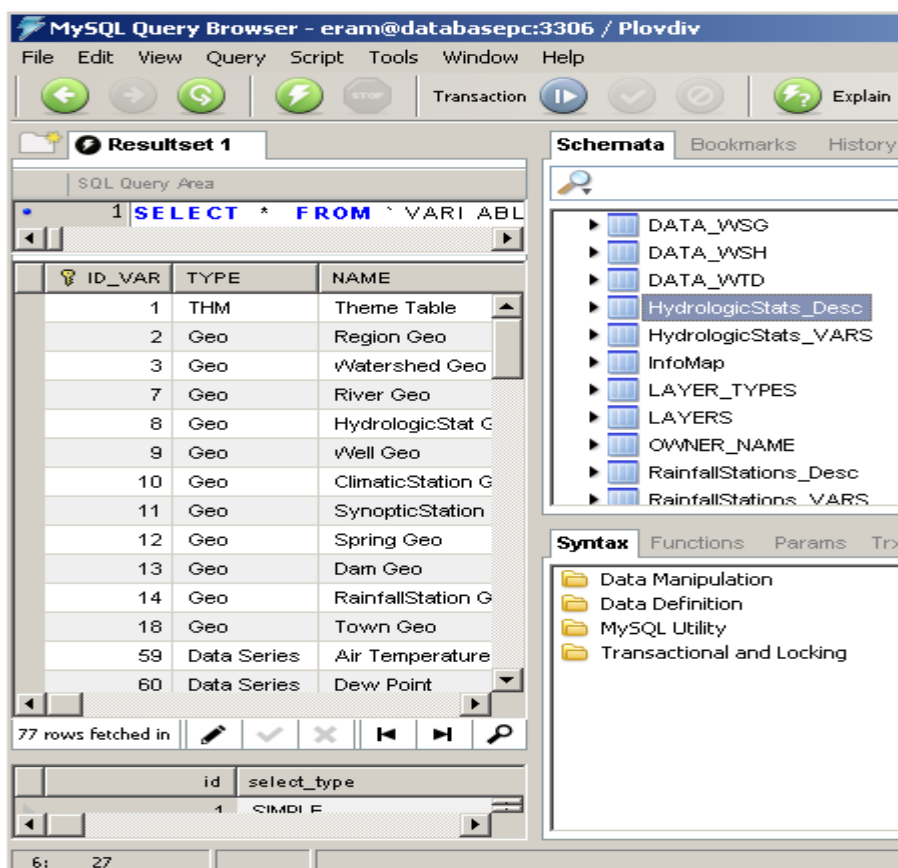 MySQL Query Browser - eram@databasepc:3306 / Plovdiv
File Edit View Query Script Tools Window Help
STOP Transaction Explain
Resultset 1
SQL Query Area
1 SELECT * FROM `VARIABL
ID_VAR TYPE NAME
1 THM Theme Table
2 Geo Region Geo
3 Geo Watershed Geo
7 Geo River Geo
8 Geo HydrologicStat G
9 Geo Well Geo
10 Geo ClimaticStation G
11 Geo SynopticStation
12 Geo Spring Geo
13 Geo Dam Geo
14 Geo RainfallStation G
18 Geo Town Geo
59 Data Series Air Temperature
60 Data Series Dew Point
77 rows fetched in
id select_type
1 SIMPLE
6: 27
Schemata Bookmarks History
DATA_WSG
DATA_WSH
DATA_WTD
HydrologicStats_Desc
HydrologicStats_VARS
InfoMap
LAYER_TYPES
LAYERS
OWNER_NAME
RainfallStations_Desc
RainfallStations_VARS
Syntax Functions Params Trx
Data Manipulation
Data Definition
MySQL Utility
Transactional and Locking